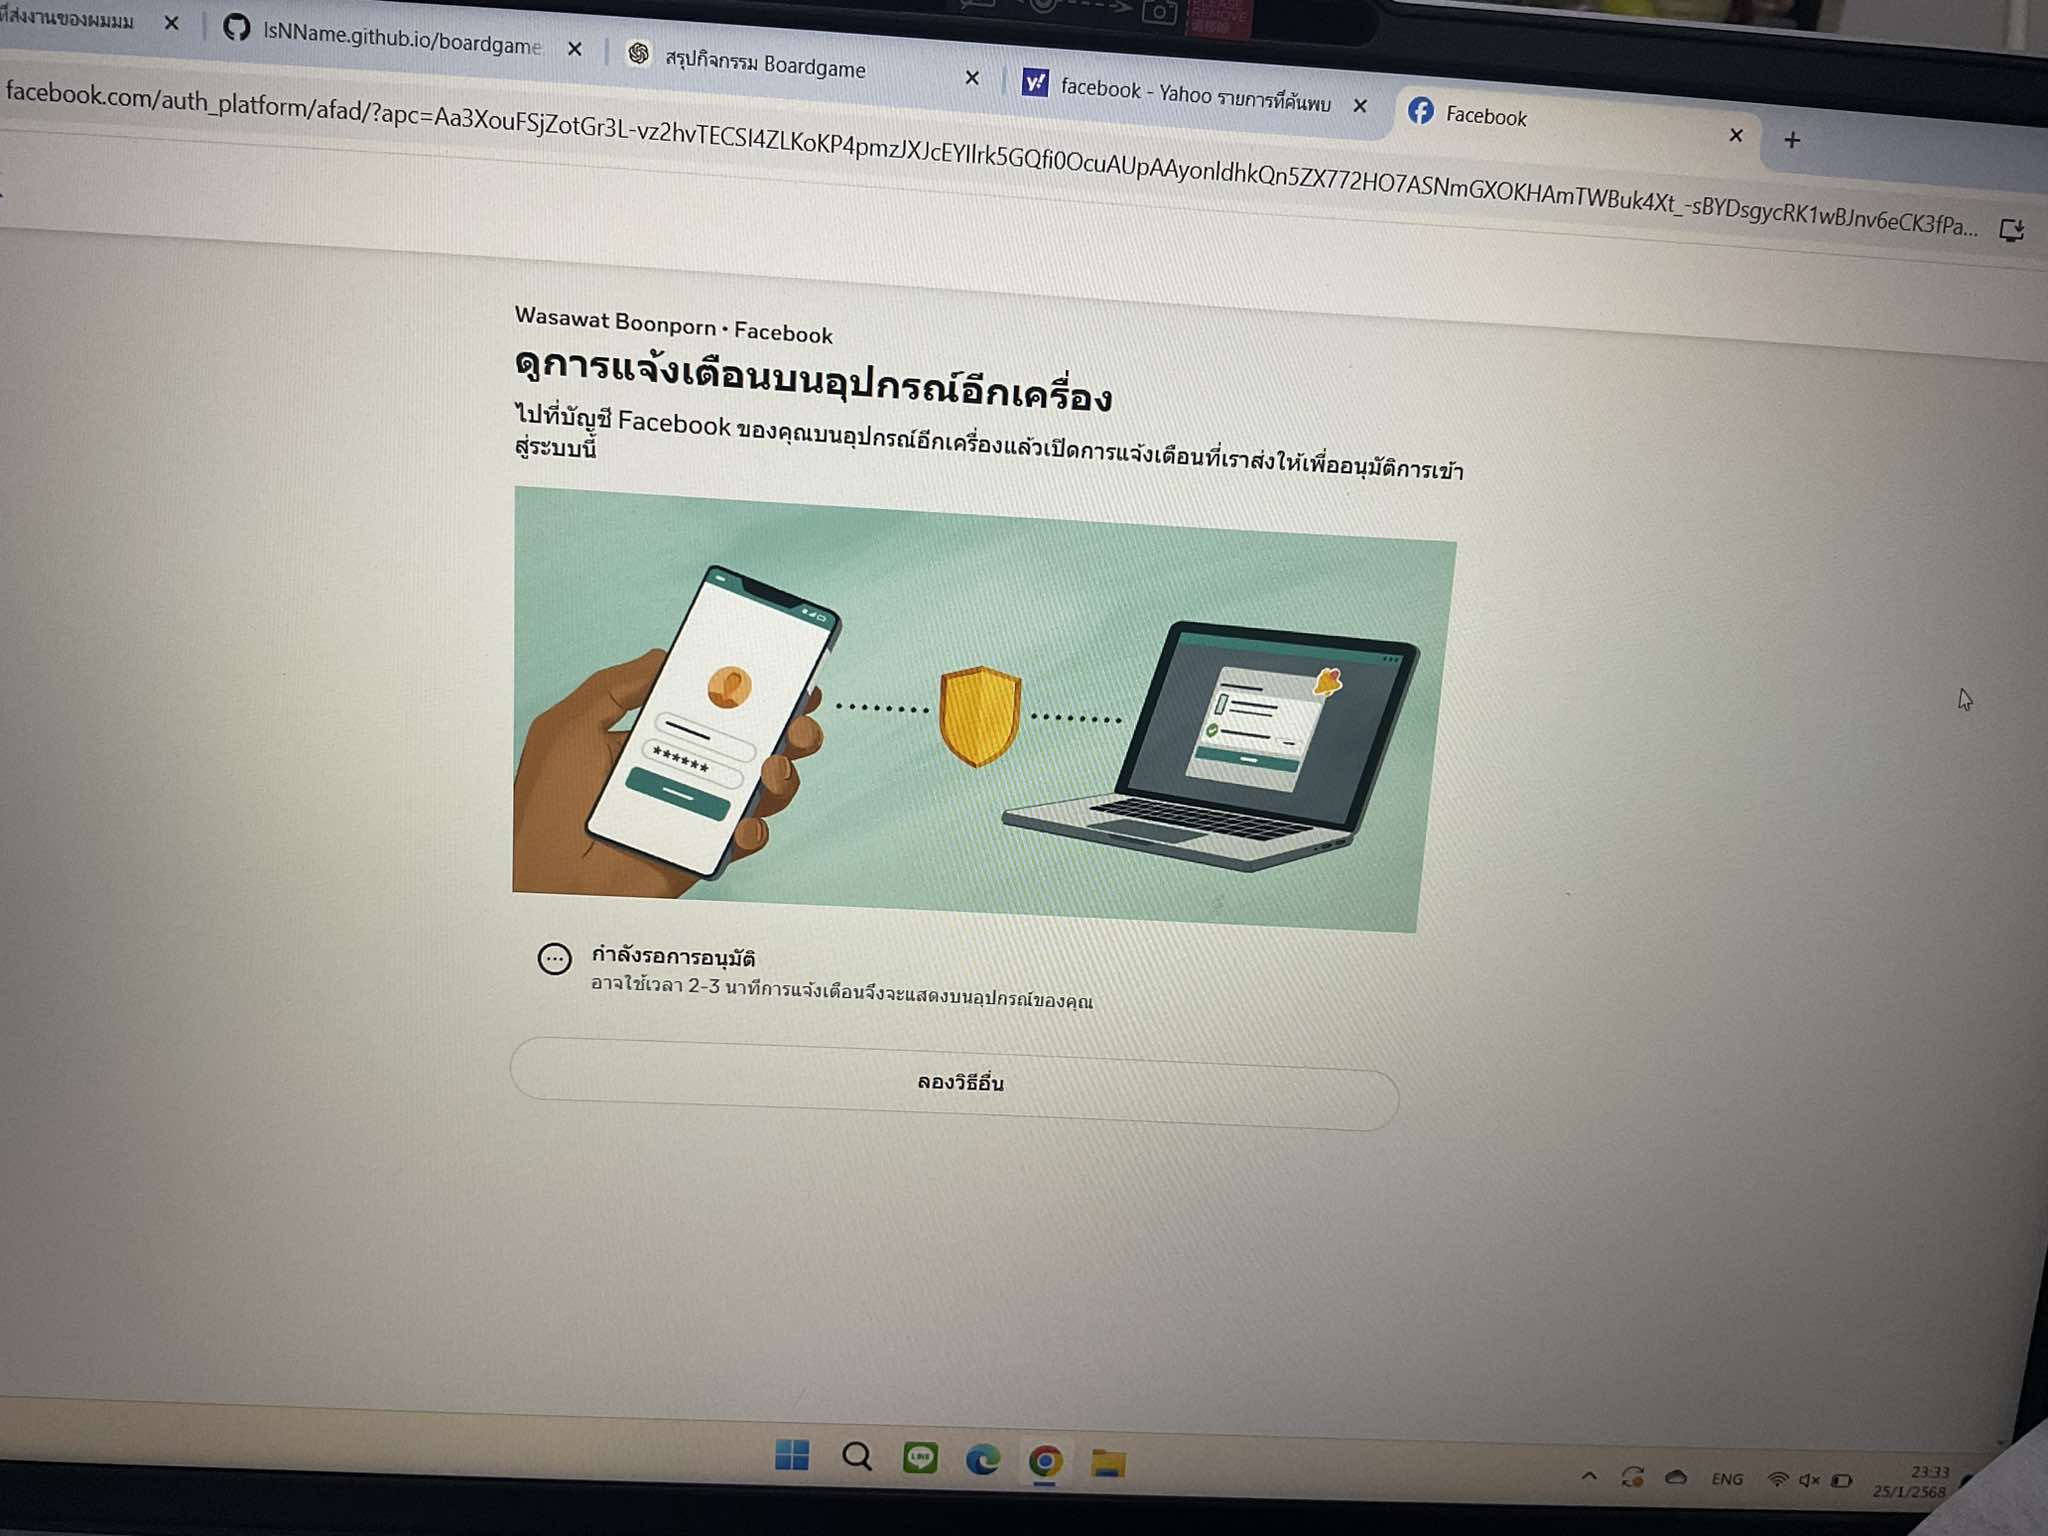 ที่ส่งงานของผมมม
IsNName.github.io/boardgame
สรุปกิจกรรม Boardgame
facebook - Yahoo รายการที่ค้นพบ
Facebook
facebook.com/auth_platform/afad/?apc=Aa3XouFSjZotGr3L-vz2hvTECSI4ZLKoKP4pmzJXJcEYIlrk5GQfi0OcuAUpAAyonldhkQn5ZX772HO7ASNmGXOKHAmTWBuk4Xt_-sBYDsgycRK1wBJnv6eCK3fPa...
Wasawat Boonporn • Facebook
ดูการแจ้งเตือนบนอุปกรณ์อีกเครื่อง
ไปที่บัญชี Facebook ของคุณบนอุปกรณ์อีกเครื่องแล้วเปิดการแจ้งเตือนที่เราส่งให้เพื่ออนุมัติการเข้า
สู่ระบบนี้
กำลังรอการอนุมัติ
อาจใช้เวลา 2-3 นาทีการแจ้งเตือนจึงจะแสดงบนอุปกรณ์ของคุณ
ลองวิธีอื่น
LINE
ENG
23:33
25/1/2568